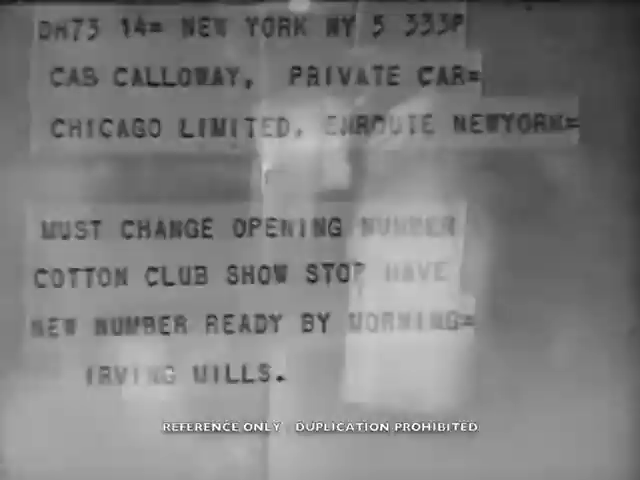 DH73 14= NEW YORK NY 5 333P
CAB CALLOWAY, PRIVATE CAR=
CHICAGO LIMITED, ENROUTE NEWYORK=
MUST CHANGE OPENING NUMBER
COTTON CLUB SHOW STOP HAVE
NEW NUMBER READY BY MORNING=
IRVING MILLS.
REFERENCE ONLY DUPLICATION PROHIBITED